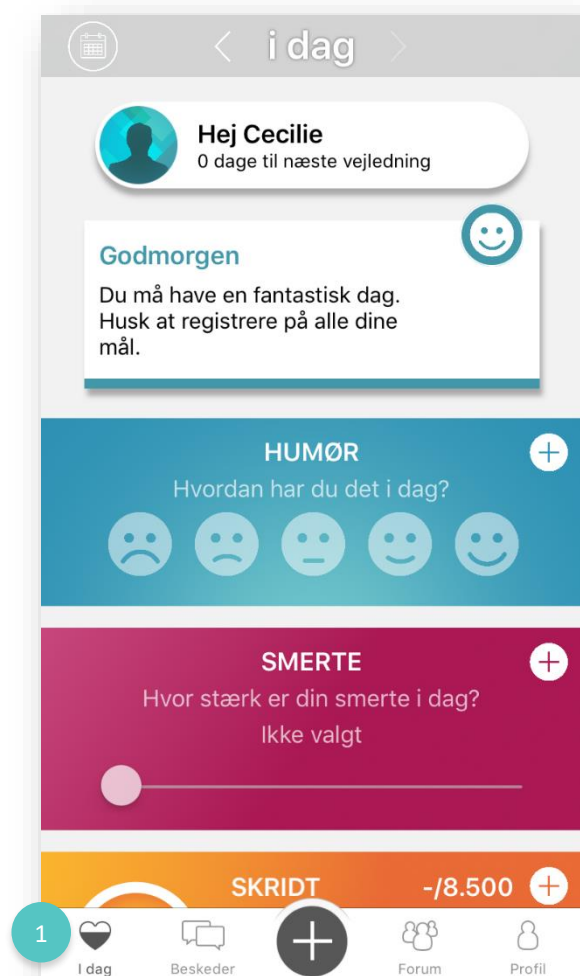 i dag
Hej Cecilie
0 dage til næste vejledning
Godmorgen
Du må have en fantastisk dag.
Husk at registrere på alle dine
mål.
HUMØR
Hvordan har du det i dag?
SMERTE
Hvor stærk er din smerte i dag?
Ikke valgt
SKRIDT -/8.500
1
I dag Beskeder Forum Profil